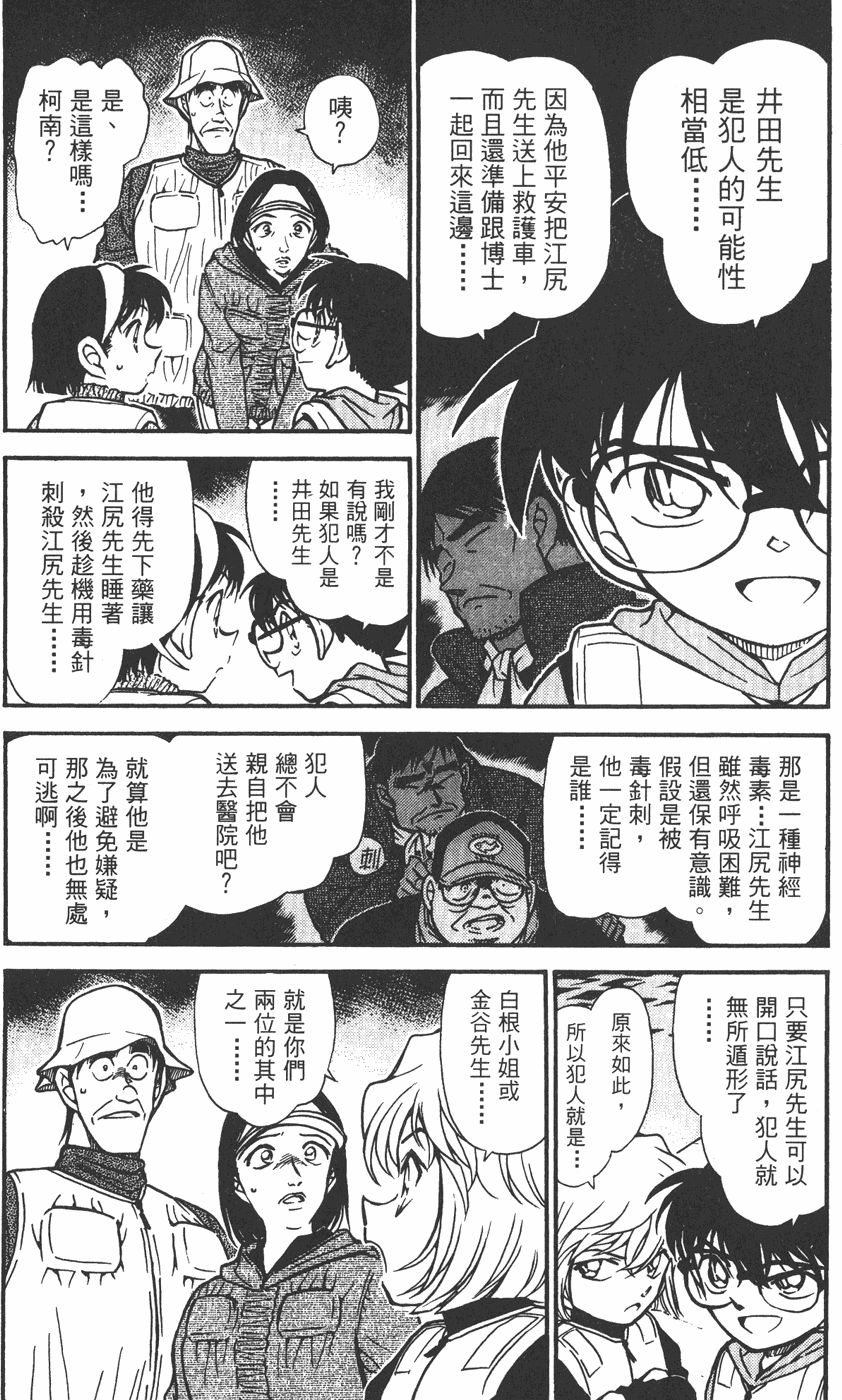 井田先生
是犯人的可能性
相當低……
因為他平安把江尻
先生送上救護車，
而且還準備跟博士
一起回來這邊……
咦？
是、
是這樣嗎…
柯南？
我剛才不是
有說嗎？
如果犯人是
井田先生
……
他得先下藥讓
江尻先生睡著
，然後趁機用毒針
刺殺江尻先生……
那是一種神經
毒素…江尻先生
雖然呼吸困難，
但還保有意識。
假設是被
毒針刺，
他一定記得
是誰……
刺
犯人
總不會
親自把他
送去醫院吧？
就算他是
為了避免嫌疑，
那之後他也無處
可逃啊……
只要江尻先生可以
開口說話，犯人就
無所遁形了
……
原來如此，
所以犯人就是…
白根小姐或
金谷先生……
就是你們
兩位的其中
之一……